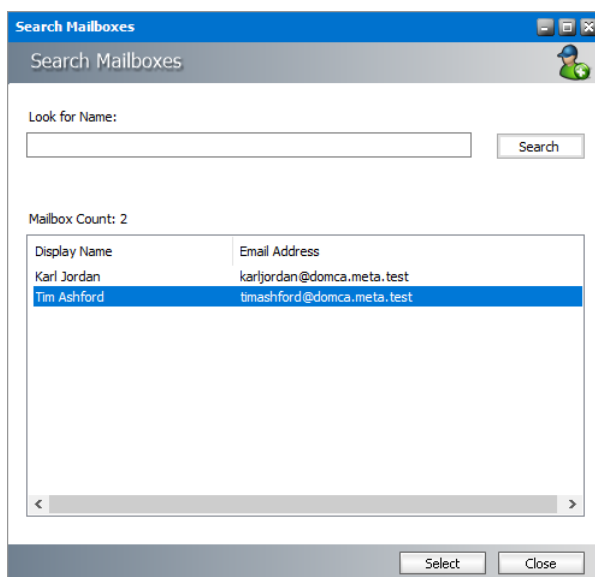 Search Mailboxes
Search Mailboxes
Look for Name:
Search
Mailbox Count: 2
Display Name Email Address
Karl Jordan karljordan@domca.meta.test
Tim Ashford timashford@domca.meta.test
Select Close